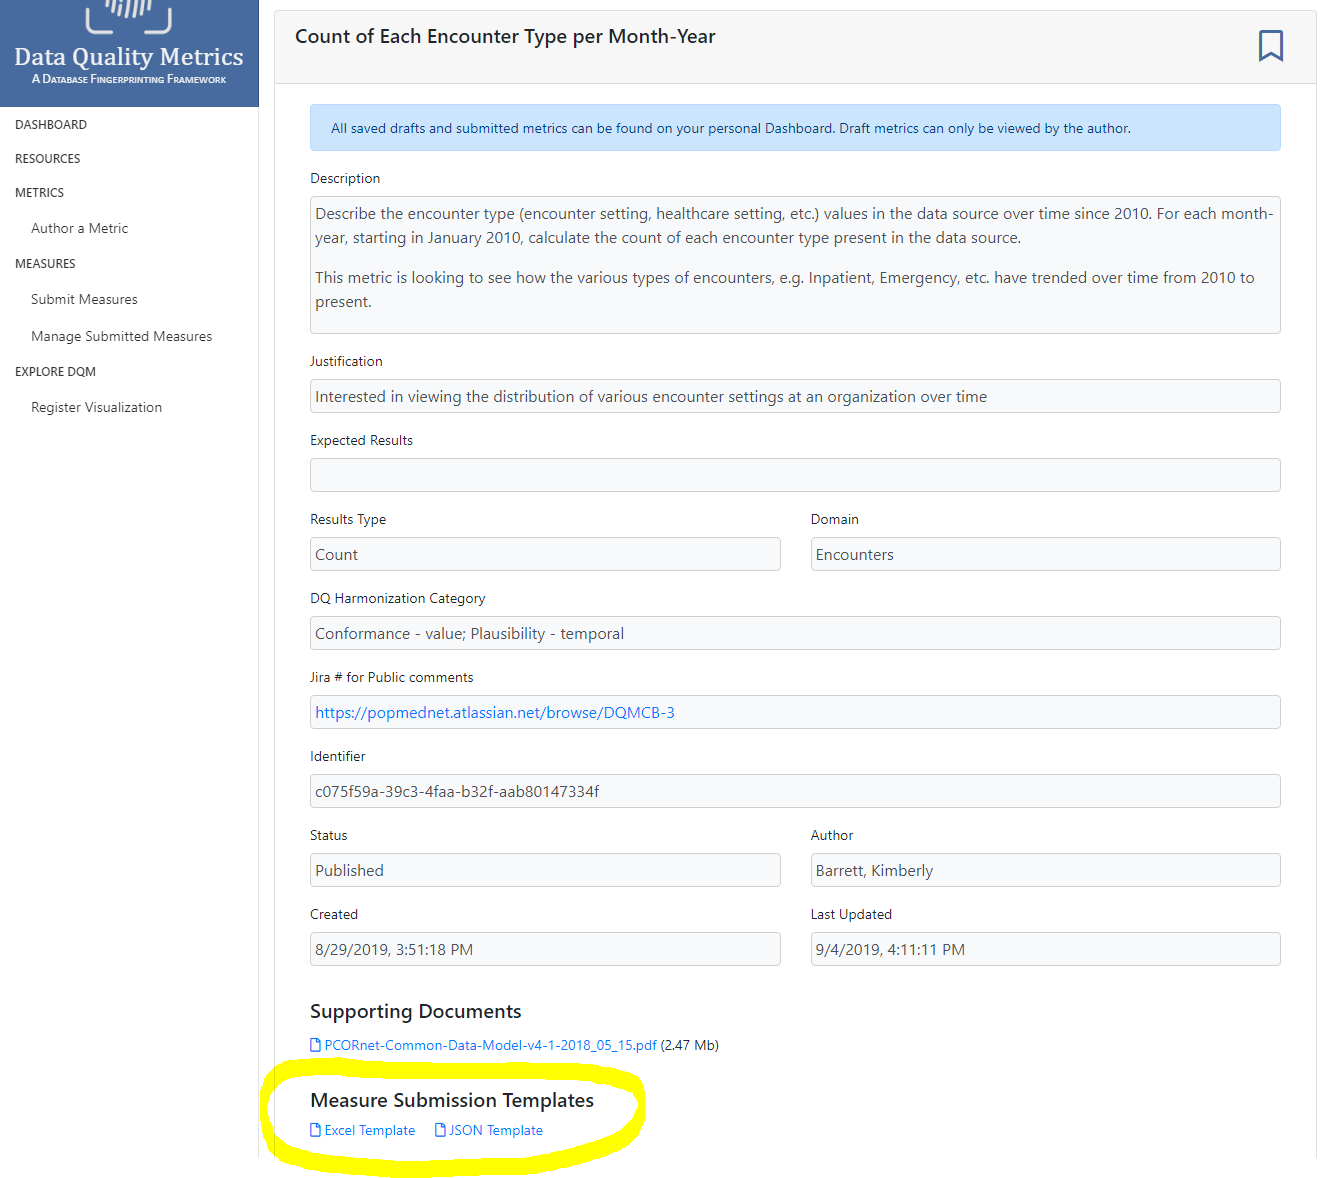 Data Quality Metrics
A Database Fingerprinting Framework
DASHBOARD
RESOURCES
METRICS
Author a Metric
MEASURES
Submit Measures
Manage Submitted Measures
EXPLORE DQM
Register Visualization
Count of Each Encounter Type per Month-Year
All saved drafts and submitted metrics can be found on your personal Dashboard. Draft metrics can only be viewed by the author.
Description
Describe the encounter type (encounter setting, healthcare setting, etc.) values in the data source over time since 2010. For each month-
year, starting in January 2010, calculate the count of each encounter type present in the data source.
This metric is looking to see how the various types of encounters, e.g. Inpatient, Emergency, etc. have trended over time from 2010 to
present.
Justification
Interested in viewing the distribution of various encounter settings at an organization over time
Expected Results
Results Type Domain
Count Encounters
DQ Harmonization Category
Conformance - value; Plausibility - temporal
Jira # for Public comments
https://popmednet.atlassian.net/browse/DQMCB-3
Identifier
c075f59a-39c3-4faa-b32f-aab80147334f
Status Author
Published Barrett, Kimberly
Created Last Updated
8/29/2019, 3:51:18 PM 9/4/2019, 4:11:11 PM
Supporting Documents
PCORnet-Common-Data-Model-v4-1-2018_05_15.pdf (2.47 Mb)
Measure Submission Templates
Excel Template JSON Template